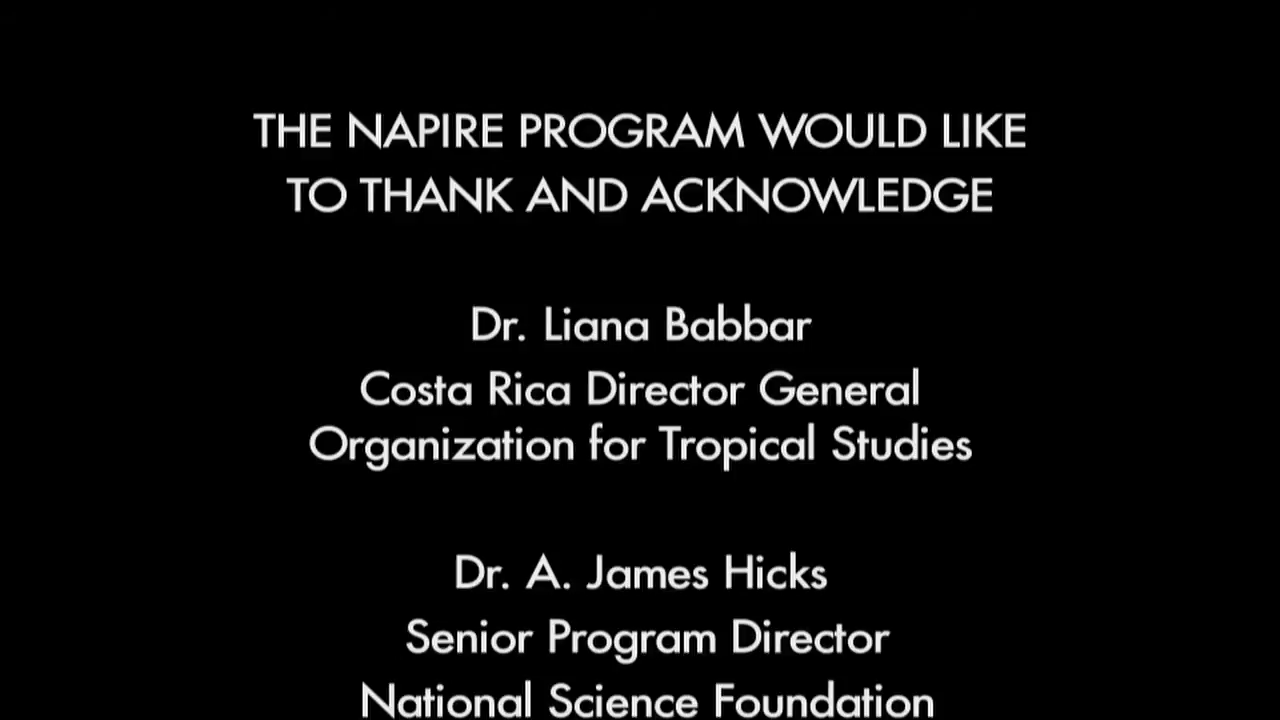 THE NAPIRE PROGRAM WOULD LIKE
TO THANK AND ACKNOWLEDGE
Dr. Liana Babbar
Costa Rica Director General
Organization for Tropical Studies
Dr. A. James Hicks
Senior Program Director
National Science Foundation